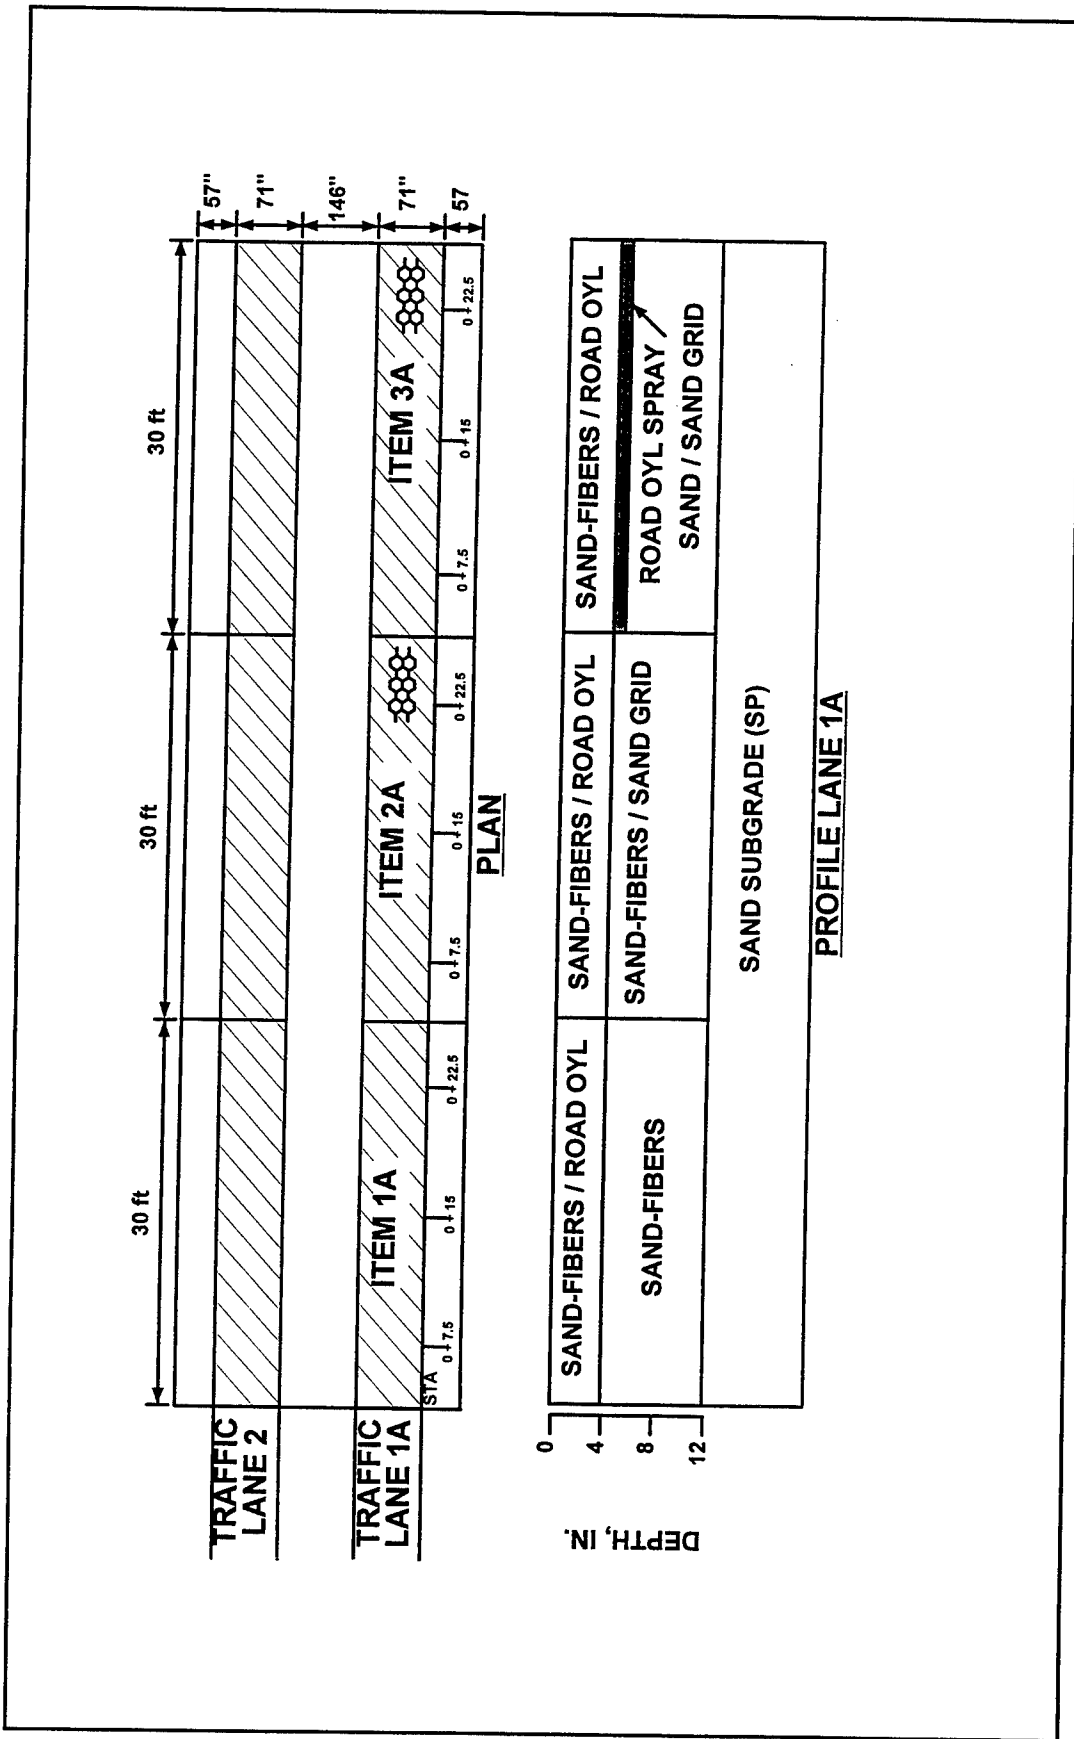 30 ft
30 ft
30 ft
57"
71"
146"
71"
57
TRAFFIC
LANE 2
TRAFFIC
LANE 1A
ITEM 1A
ITEM 2A
ITEM 3A
STA
0+7.5
0+15
0+22.5
0+7.5
0+15
0+22.5
0+7.5
0+15
0+22.5
PLAN
DEPTH, IN.
0
4
8
12
SAND-FIBERS / ROAD OYL
SAND-FIBERS / ROAD OYL
SAND-FIBERS / ROAD OYL
SAND-FIBERS
SAND-FIBERS / SAND GRID
ROAD OYL SPRAY
SAND / SAND GRID
SAND SUBGRADE (SP)
PROFILE LANE 1A